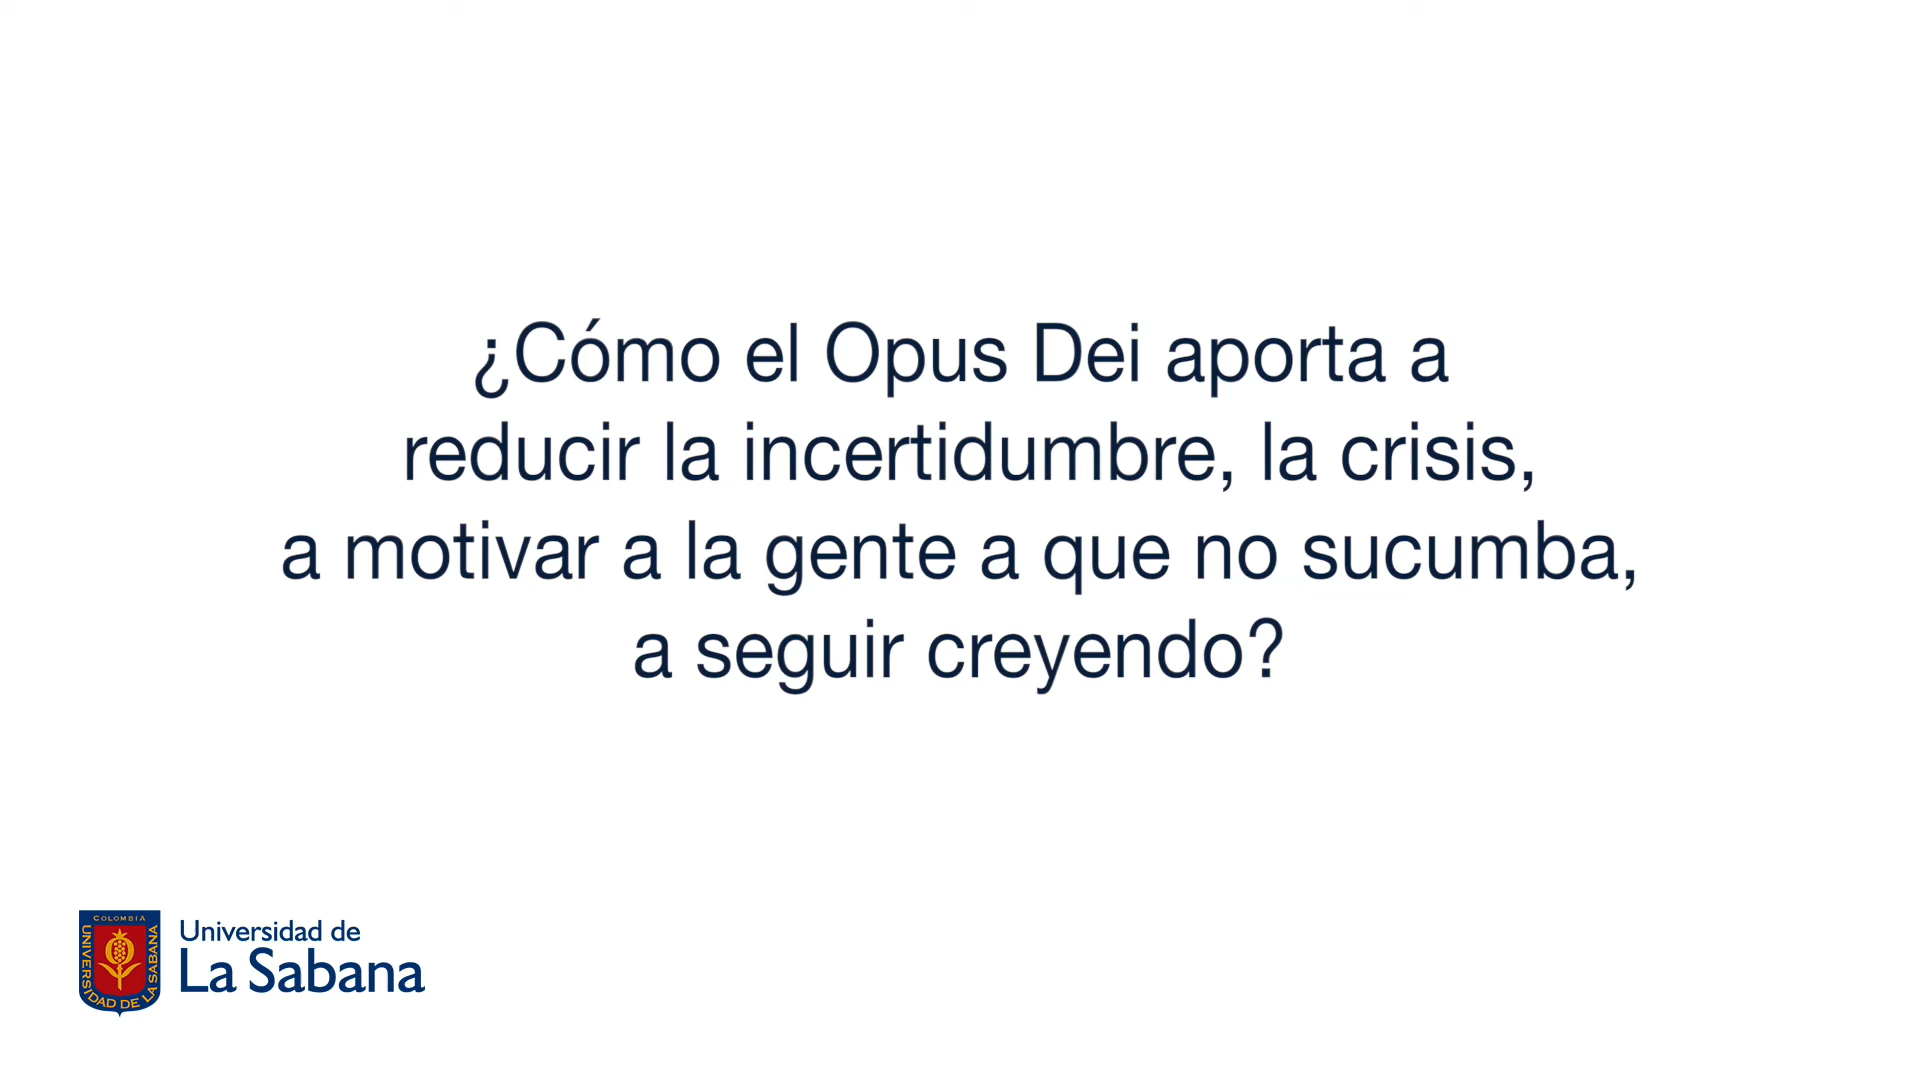 ¿Cómo el Opus Dei aporta a
reducir la incertidumbre, la crisis,
a motivar a la gente a que no sucumba,
a seguir creyendo?
COLOMBIA
UNIVERSIDAD DE LA SABANA
Universidad de
La Sabana